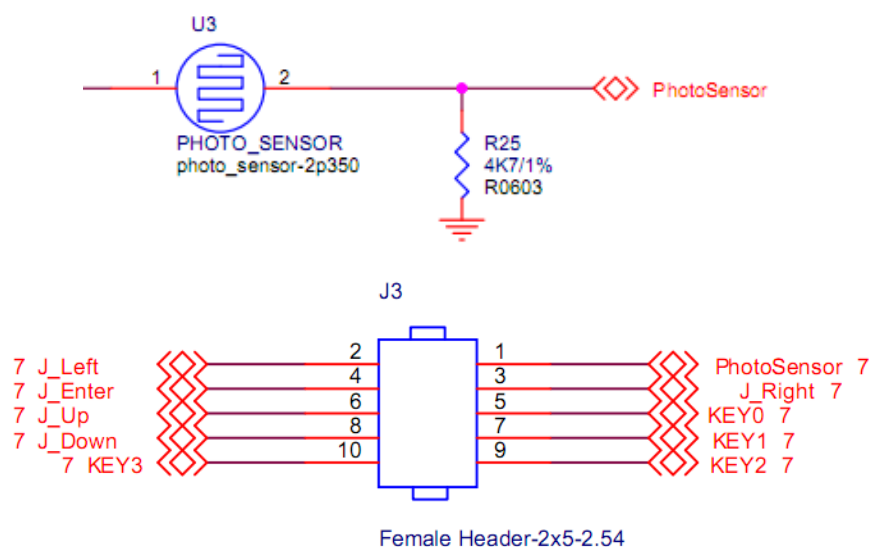 U3
1 2
PhotoSensor
PHOTO_SENSOR
photo_sensor-2p350
R25
4K7/1%
R0603
J3
7 J_Left 2 1 PhotoSensor 7
7 J_Enter 4 3 J_Right 7
7 J_Up 6 5 KEY0 7
7 J_Down 8 7 KEY1 7
7 KEY3 10 9 KEY2 7
Female Header-2x5-2.54